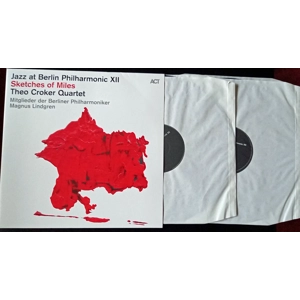 Jazz at Berlin Philharmonic XII
ACT
Sketches of Miles
Theo Croker Quartet
Mitglieder der Berliner Philharmoniker
Magnus Lindgren